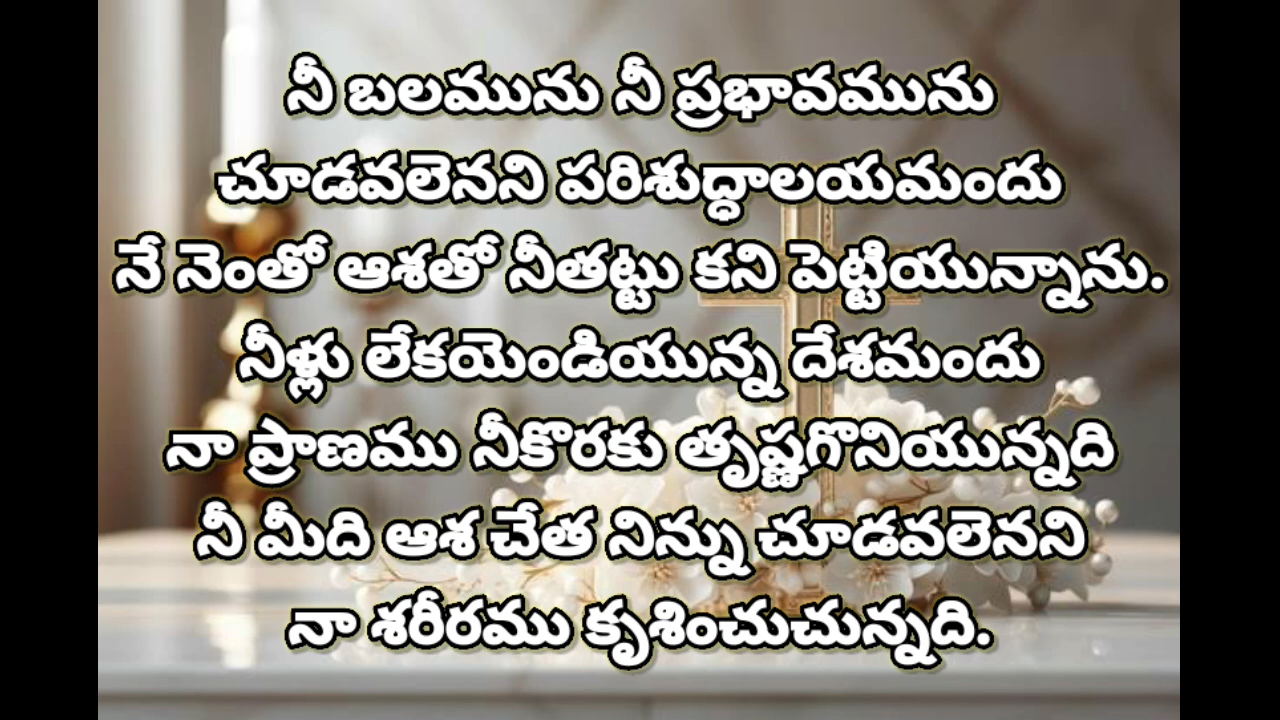 నీ బలమును నీ ప్రభావమును
చూడవలెనని పరిశుద్ధాలయమందు
నే నెంతో ఆశతో నీతట్టు కని పెట్టియున్నాను.
నీళ్లు లేకయెండియున్న దేశమందు
నా ప్రాణము నీకొరకు తృష్ణగొనియున్నది
నీ మీది ఆశ చేత నిన్ను చూడవలెనని
నా శరీరము కృశించుచున్నది.